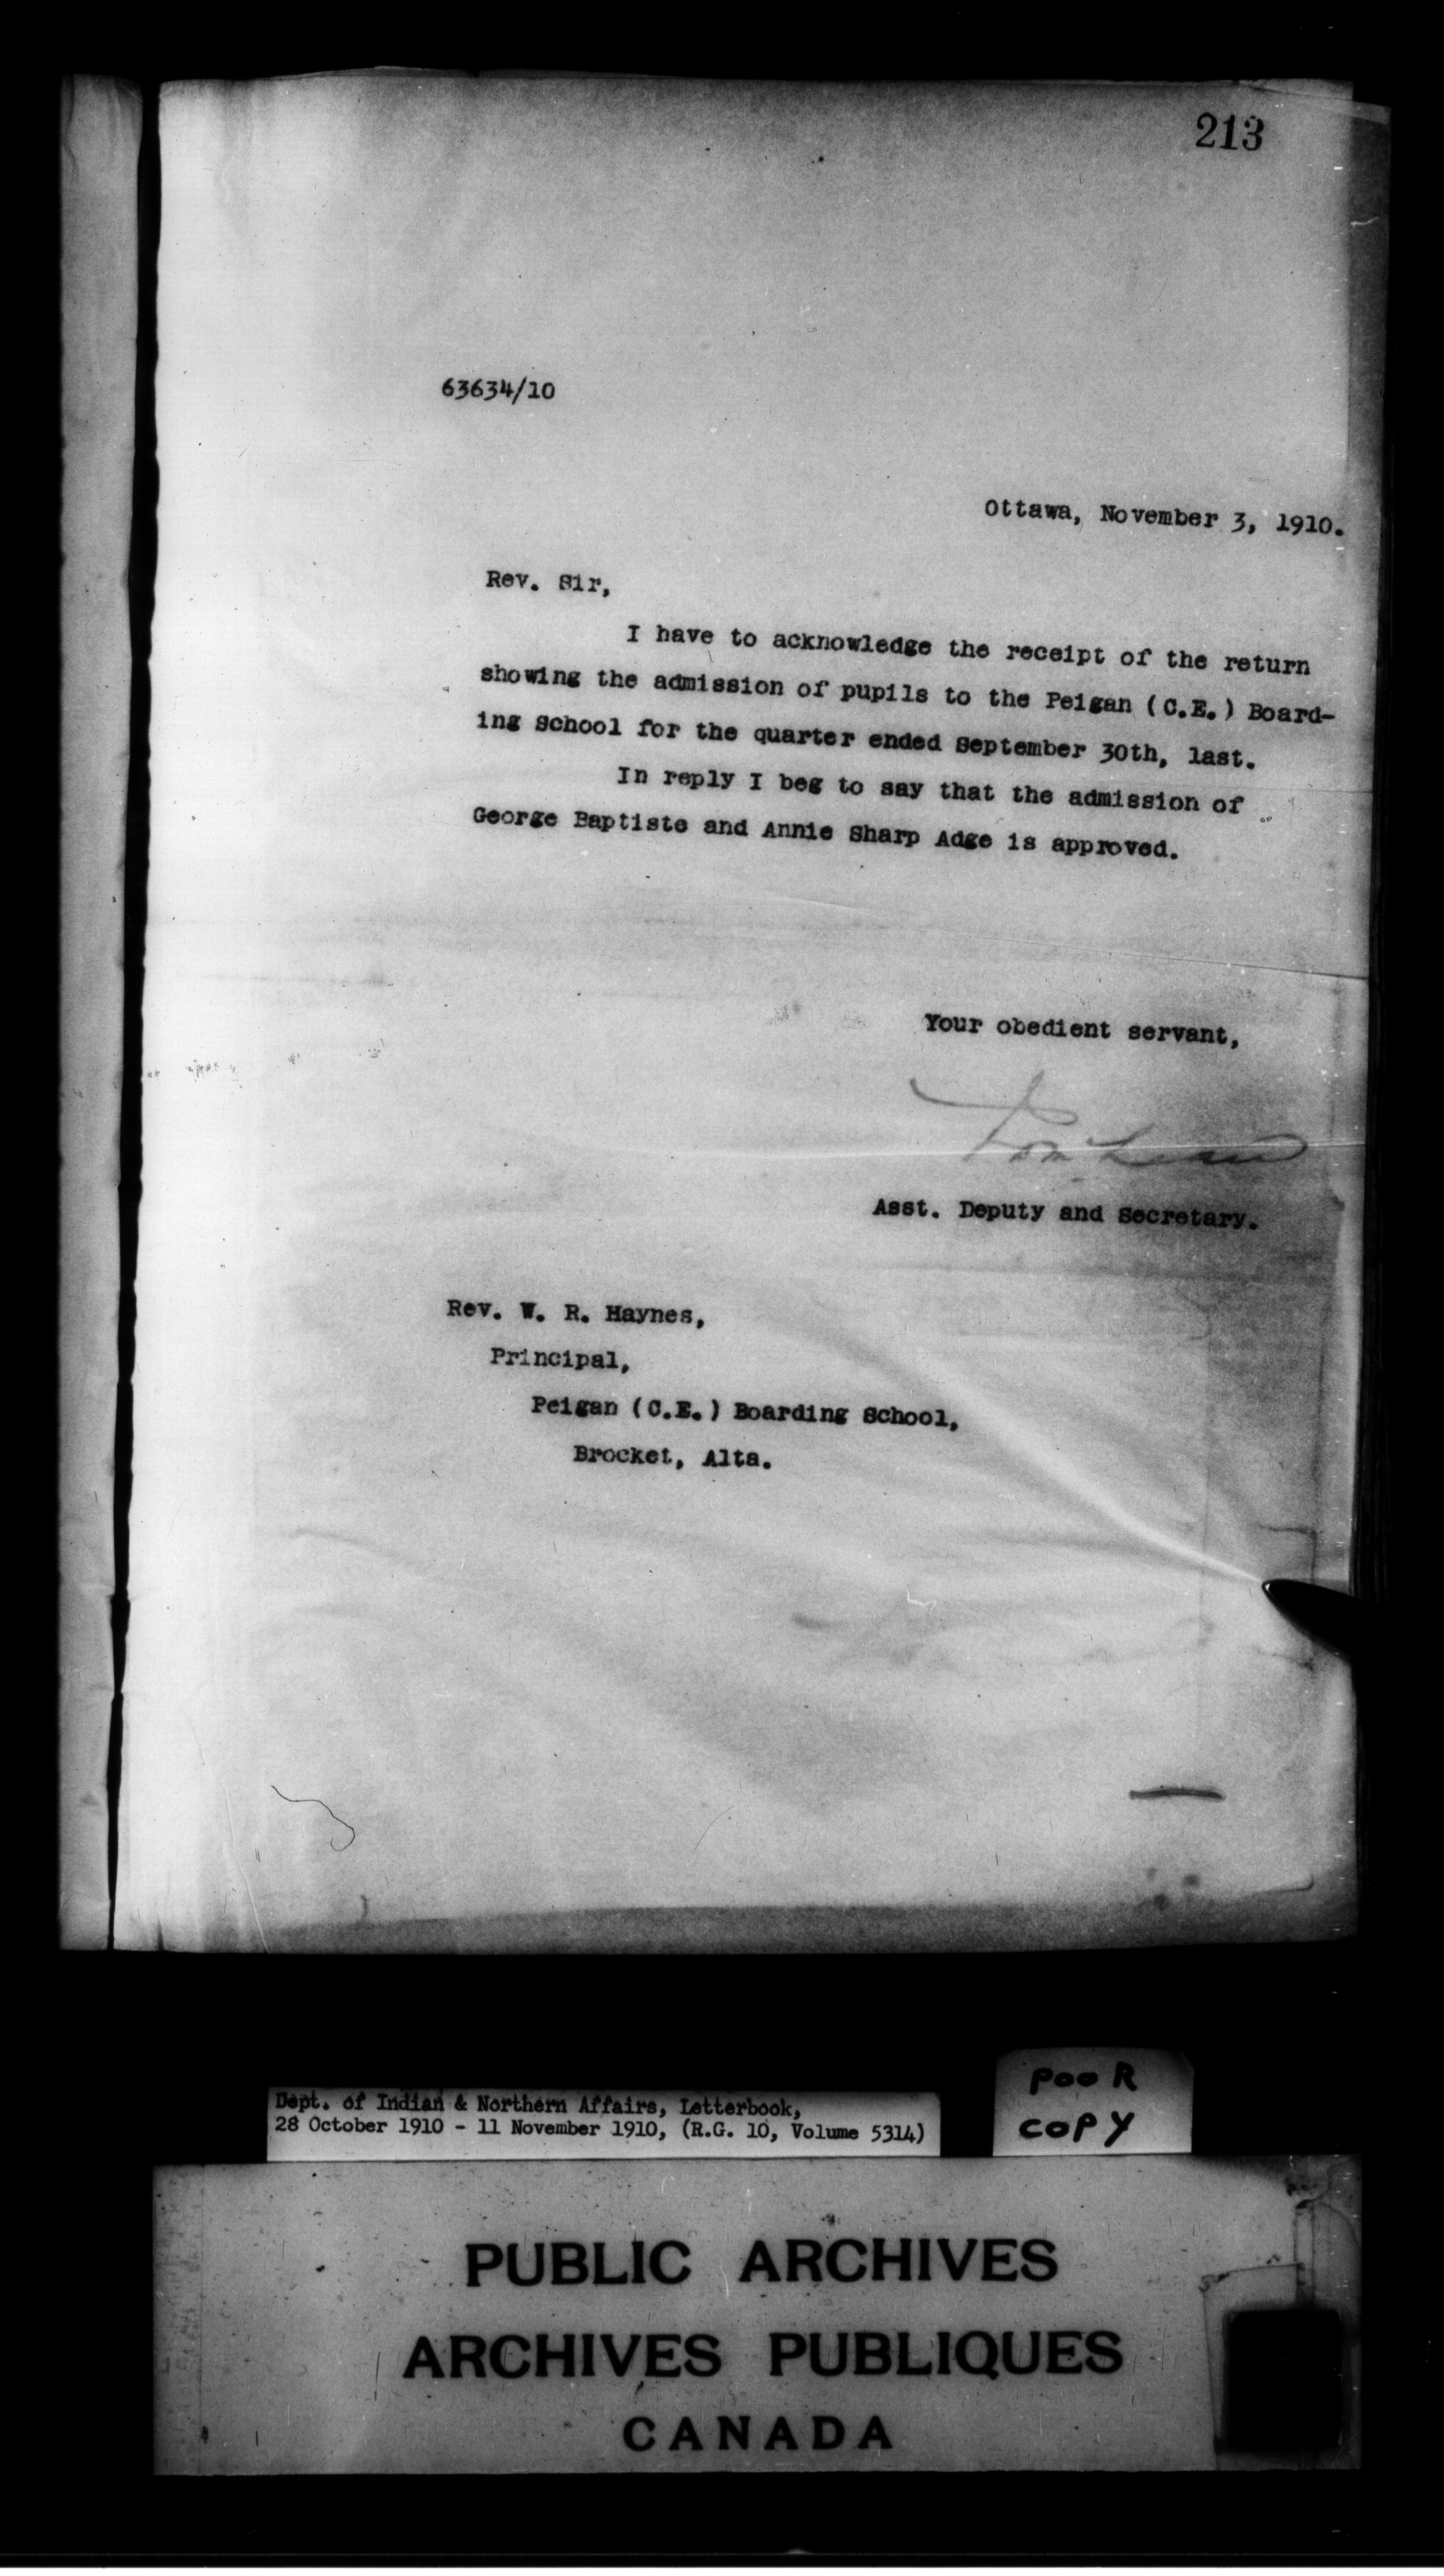 213
63634/10
Ottawa, November 3, 1910.
Rev. Sir,
I have to acknowledge the receipt of the return
showing the admission of pupils to the Peigan (C.E.) Board-
ing School for the quarter ended September 30th, last.
In reply I beg to say that the admission of
George Baptiste and Annie Sharp Adge is approved.
Your obedient servant,
Asst. Deputy and Secretary.
Rev. W. R. Haynes,
Principal,
Peigan (C.E.) Boarding School,
Brocket, Alta.
Dept. of Indian & Northern Affairs, Letterbook,
28 October 1910 - 11 November 1910, (R.G. 10, Volume 5314)
POOR
COPY
PUBLIC ARCHIVES
ARCHIVES PUBLIQUES
CANADA